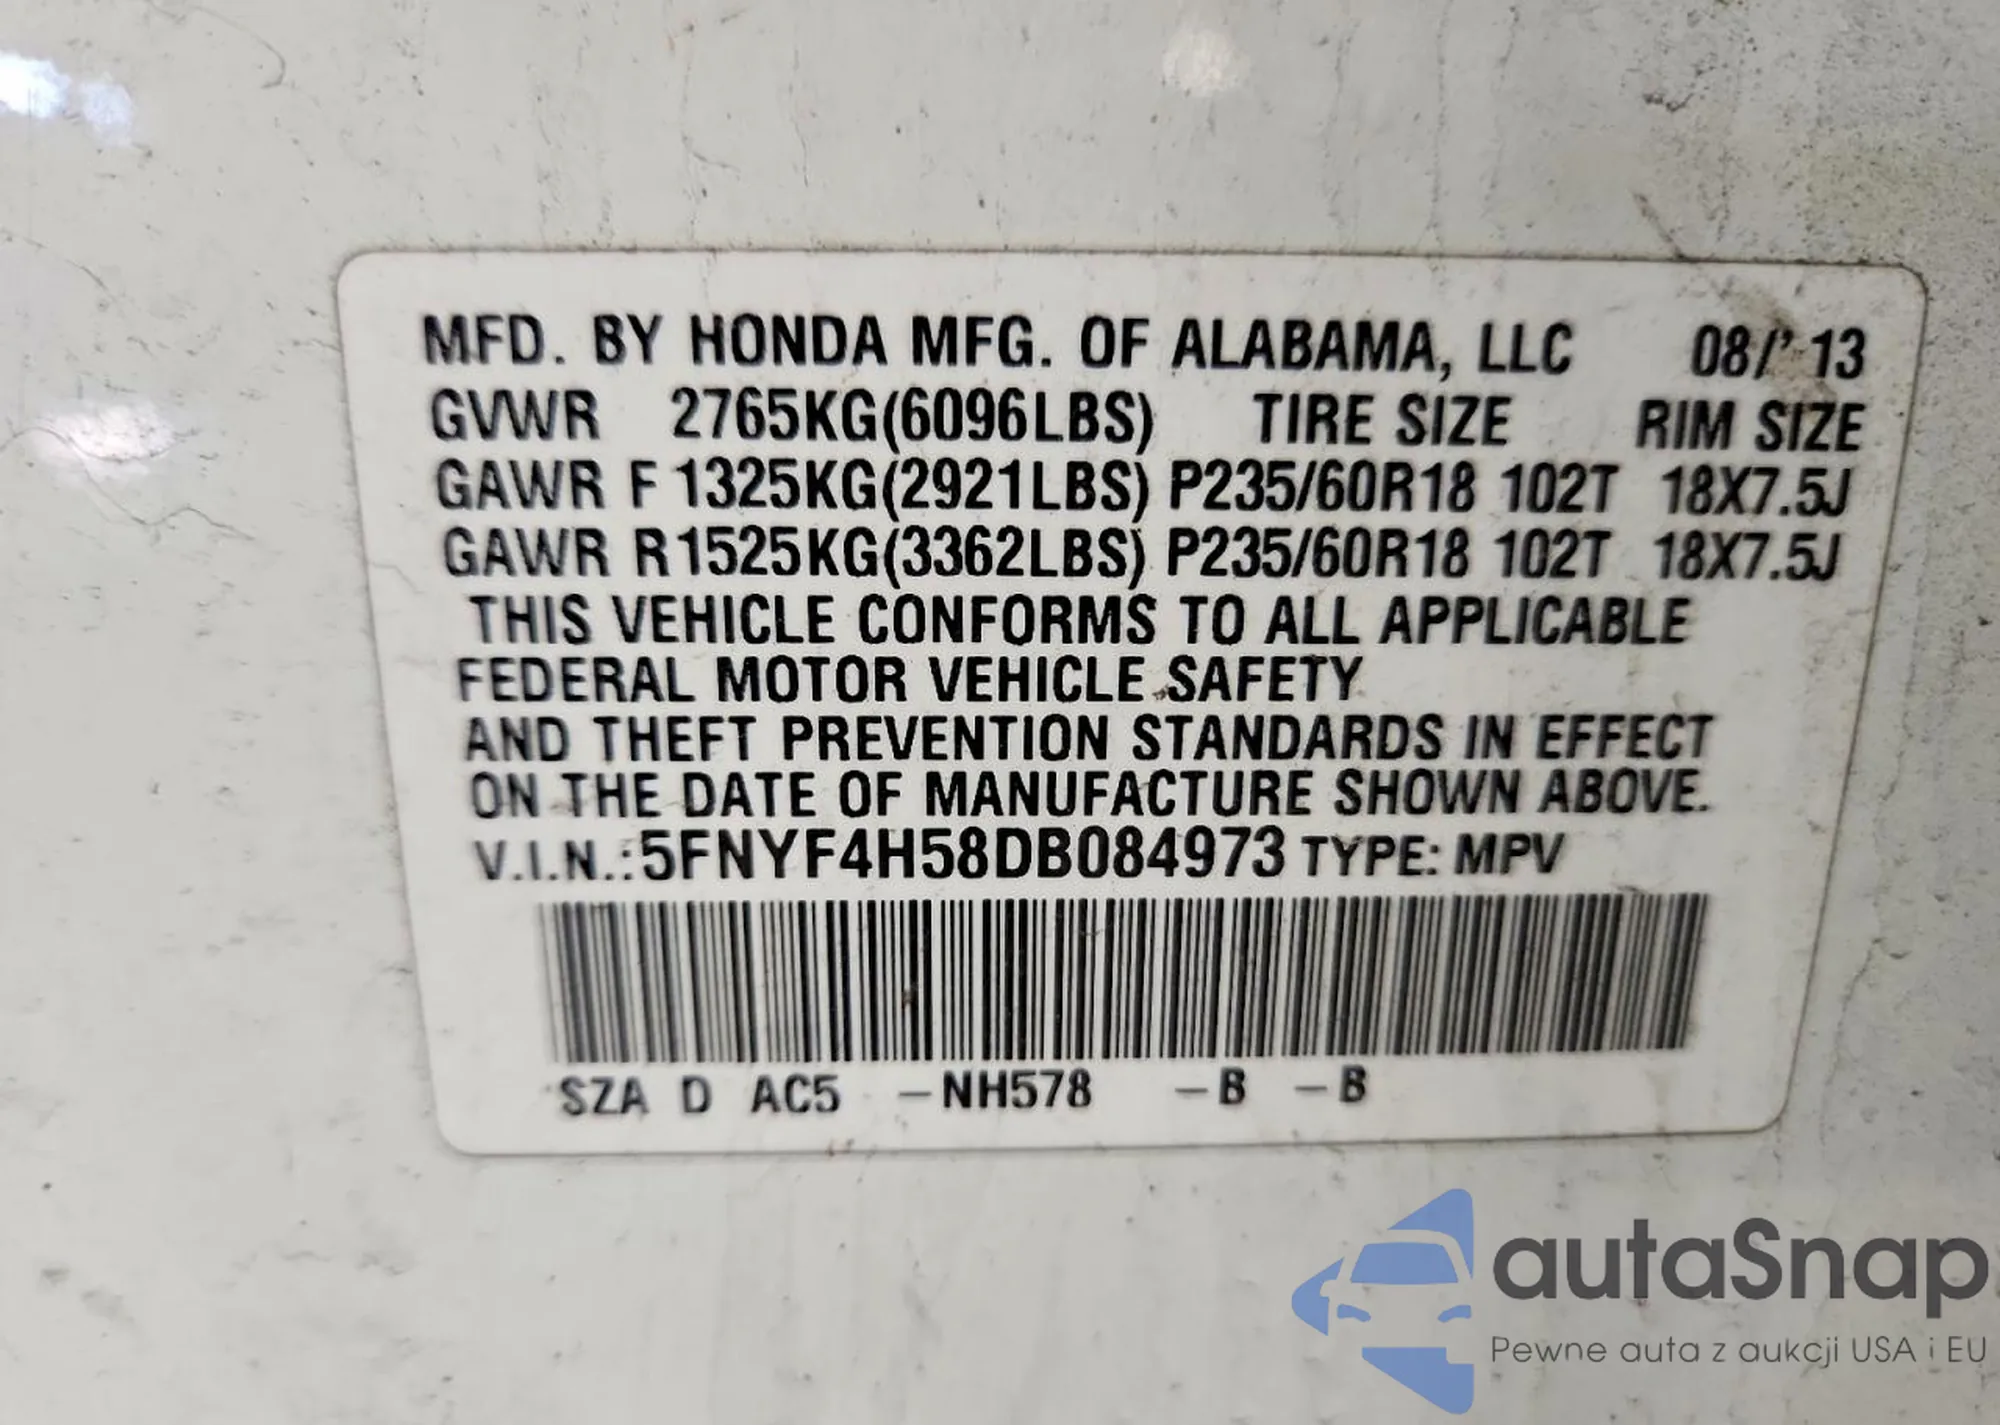 MFD. BY HONDA MFG. OF ALABAMA, LLC 08/' 13
GVWR 2765KG(6096LBS) TIRE SIZE RIM SIZE
GAWR F 1325KG(2921LBS) P235/60R18 102T 18X7.5J
GAWR R1525KG(3362LBS) P235/60R18 102T 18X7.5J
THIS VEHICLE CONFORMS TO ALL APPLICABLE
FEDERAL MOTOR VEHICLE SAFETY
AND THEFT PREVENTION STANDARDS IN EFFECT
ON THE DATE OF MANUFACTURE SHOWN ABOVE.
V.I.N.:5FNYF4H58DB084973 TYPE: MPV
SZA D AC5 -NH578 -B -B
autaSnap
Pewne auta z aukcji USA i EU